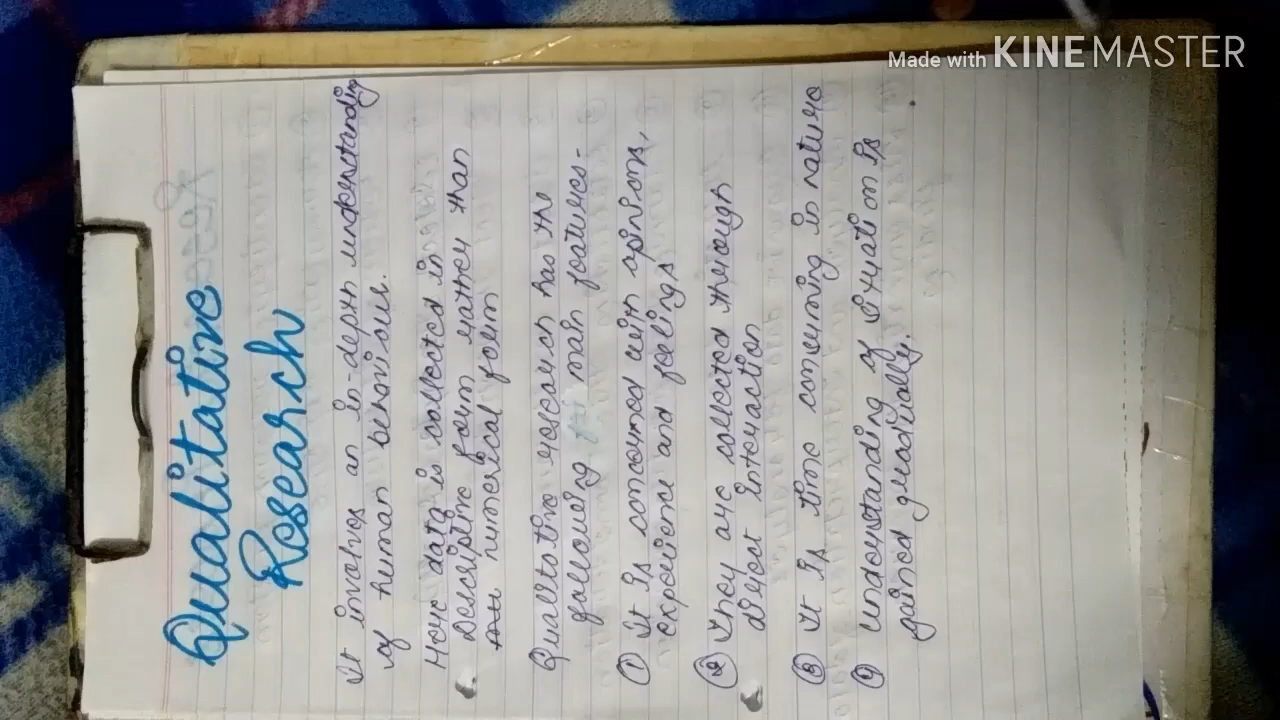 Qualitative
Research
It involves an in-depth understanding
of human behaviour.
Here data is collected in
Descriptive form rather than
numerical form
Qualitative research has the
following main features-
① It is concerned with opinions,
experience and feelings
② They are collected through
direct interaction
③ It is time consuming in nature
Understanding of situation is
gained gradually.
Made with KINEMASTER